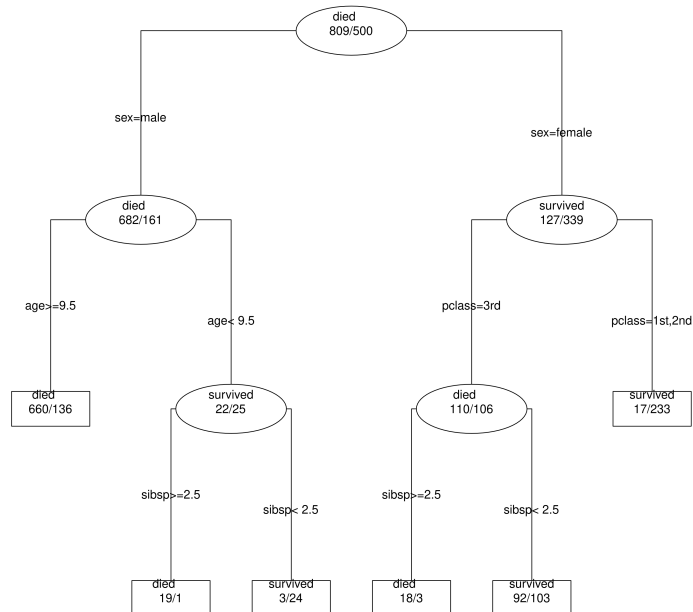 died
809/500
sex=male
sex=female
died
682/161
survived
127/339
age>=9.5
age< 9.5
pclass=3rd
pclass=1st,2nd
died
660/136
survived
22/25
died
110/106
survived
17/233
sibsp>=2.5
sibsp< 2.5
sibsp>=2.5
sibsp< 2.5
died
19/1
survived
3/24
died
18/3
survived
92/103